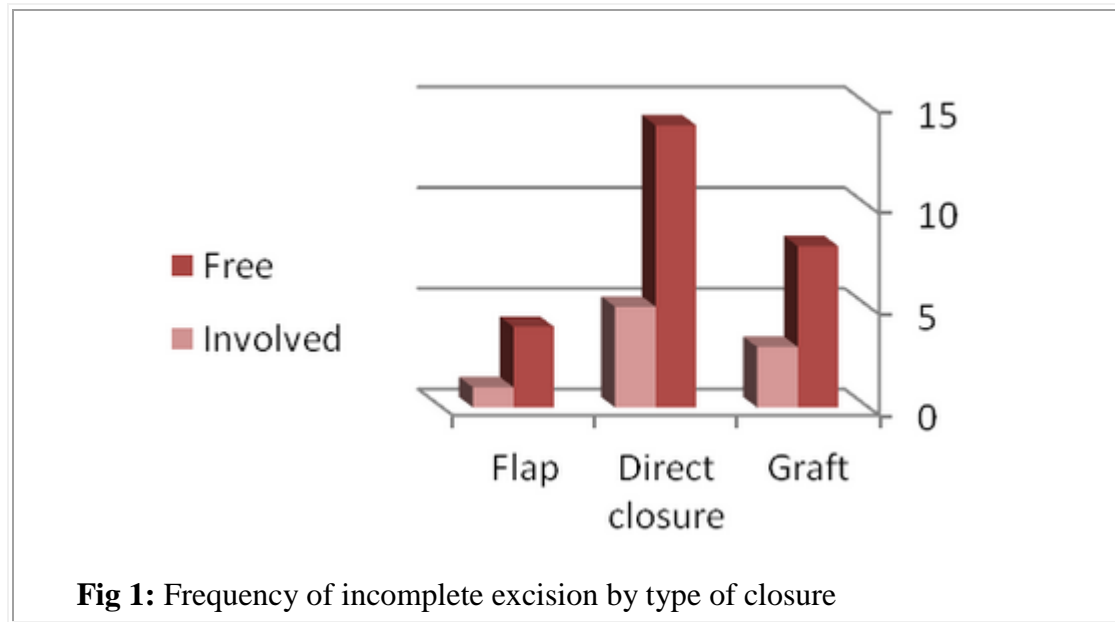 15
10
5
0
Free
Involved
Flap
Direct
closure
Graft
Fig 1: Frequency of incomplete excision by type of closure